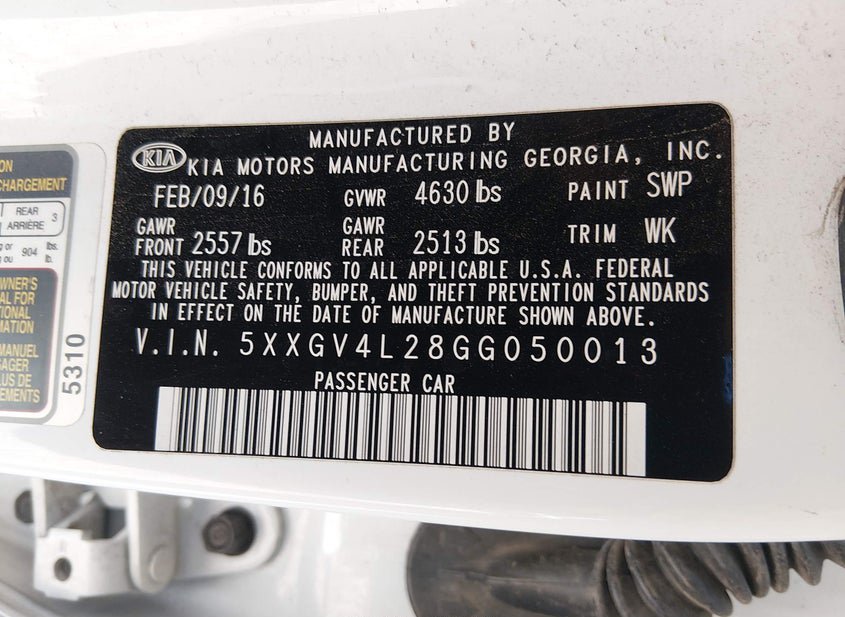 MANUFACTURED BY
KIA KIA MOTORS MANUFACTURING GEORGIA, INC.
FEB/09/16 GVWR 4630 lbs PAINT SWP
GAWR FRONT 2557 lbs GAWR REAR 2513 lbs TRIM WK
THIS VEHICLE CONFORMS TO ALL APPLICABLE U.S.A. FEDERAL
MOTOR VEHICLE SAFETY, BUMPER, AND THEFT PREVENTION STANDARDS
IN EFFECT ON THE DATE OF MANUFACTURE SHOWN ABOVE.
V.I.N. 5XXGV4L28GG050013
PASSENGER CAR
CHARGEMENT
REAR
ARRIÈRE 3
904 lbs.
lb.
5310